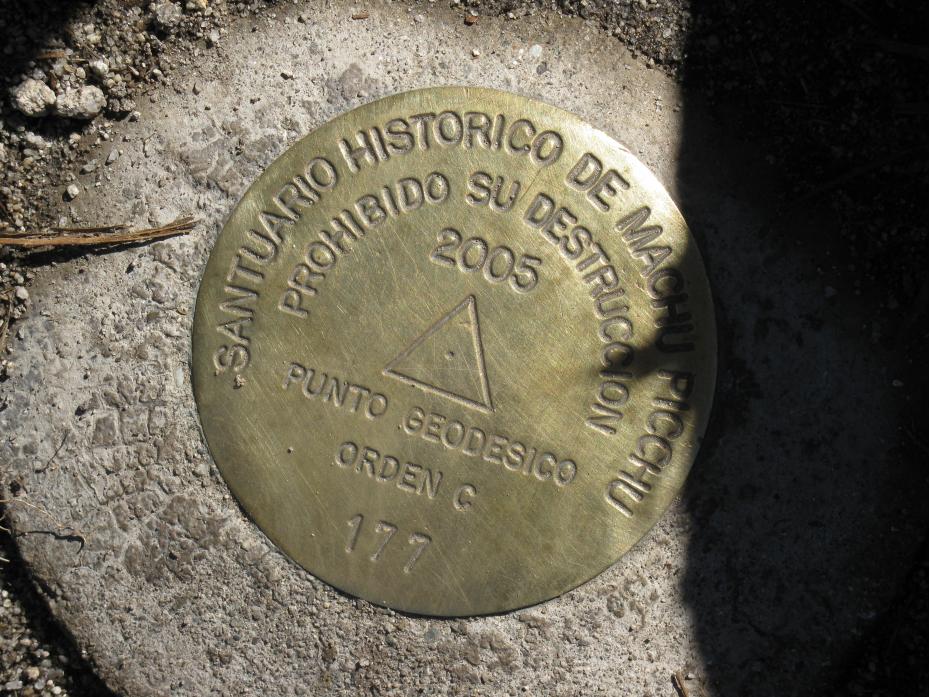 SANTUARIO HISTORICO DE MACHU PICCHU
PROHIBIDO SU DESTRUCCION
2005
PUNTO GEODESICO
ORDEN C
177